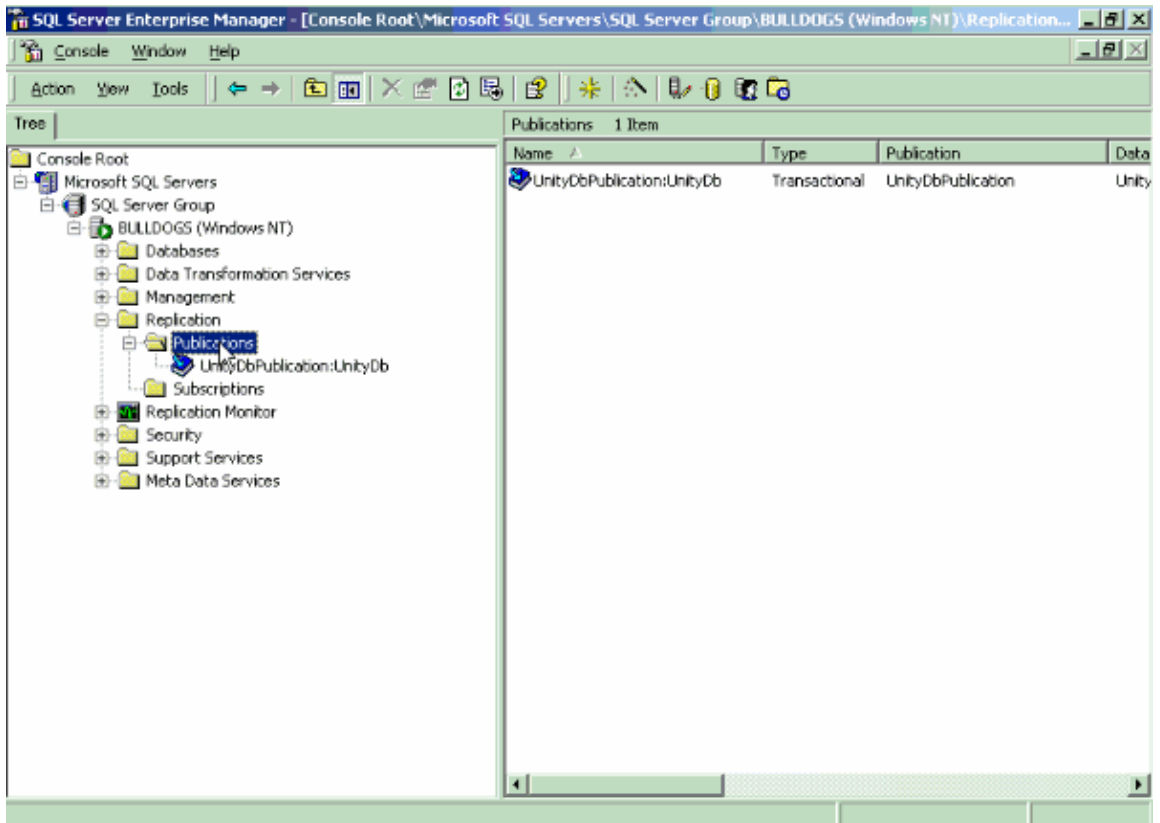 SQL Server Enterprise Manager - [Console Root\Microsoft SQL Servers\SQL Server Group\BULLDOGS (Windows NT)\Replication...
Console Window Help
Action View Tools
Tree
Publications 1 Item
Console Root
Microsoft SQL Servers
SQL Server Group
BULLDOGS (Windows NT)
Databases
Data Transformation Services
Management
Replication
Publications
UnityDbPublication:UnityDb
Subscriptions
Replication Monitor
Security
Support Services
Meta Data Services
Name Type Publication Data
UnityDbPublication:UnityDb Transactional UnityDbPublication Unity